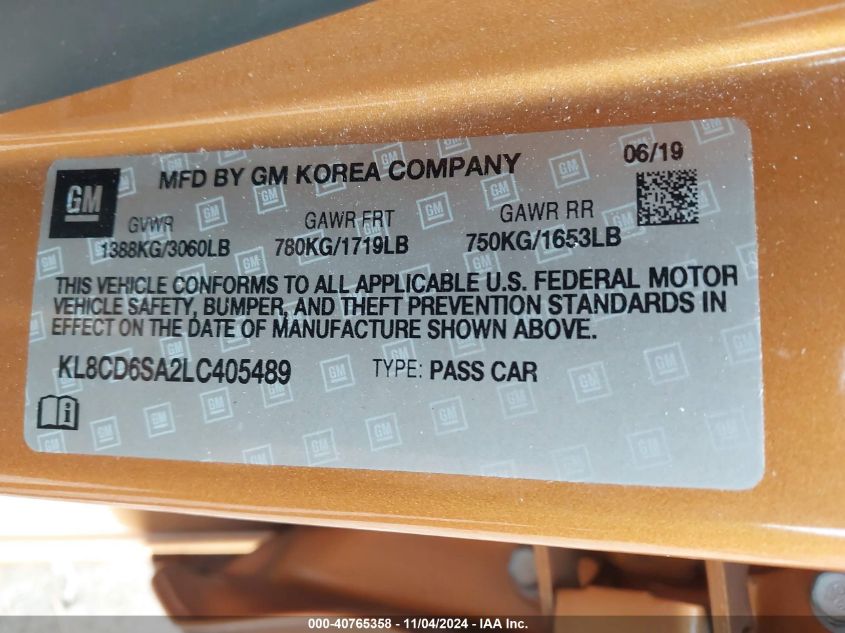 GM
MFD BY GM KOREA COMPANY
06/19
GVWR GAWR FRT GAWR RR
1388KG/3060LB 780KG/1719LB 750KG/1653LB
THIS VEHICLE CONFORMS TO ALL APPLICABLE U.S. FEDERAL MOTOR
VEHICLE SAFETY, BUMPER, AND THEFT PREVENTION STANDARDS IN
EFFECT ON THE DATE OF MANUFACTURE SHOWN ABOVE.
KL8CD6SA2LC405489 TYPE: PASS CAR
000-40765358 - 11/04/2024 - IAA Inc.